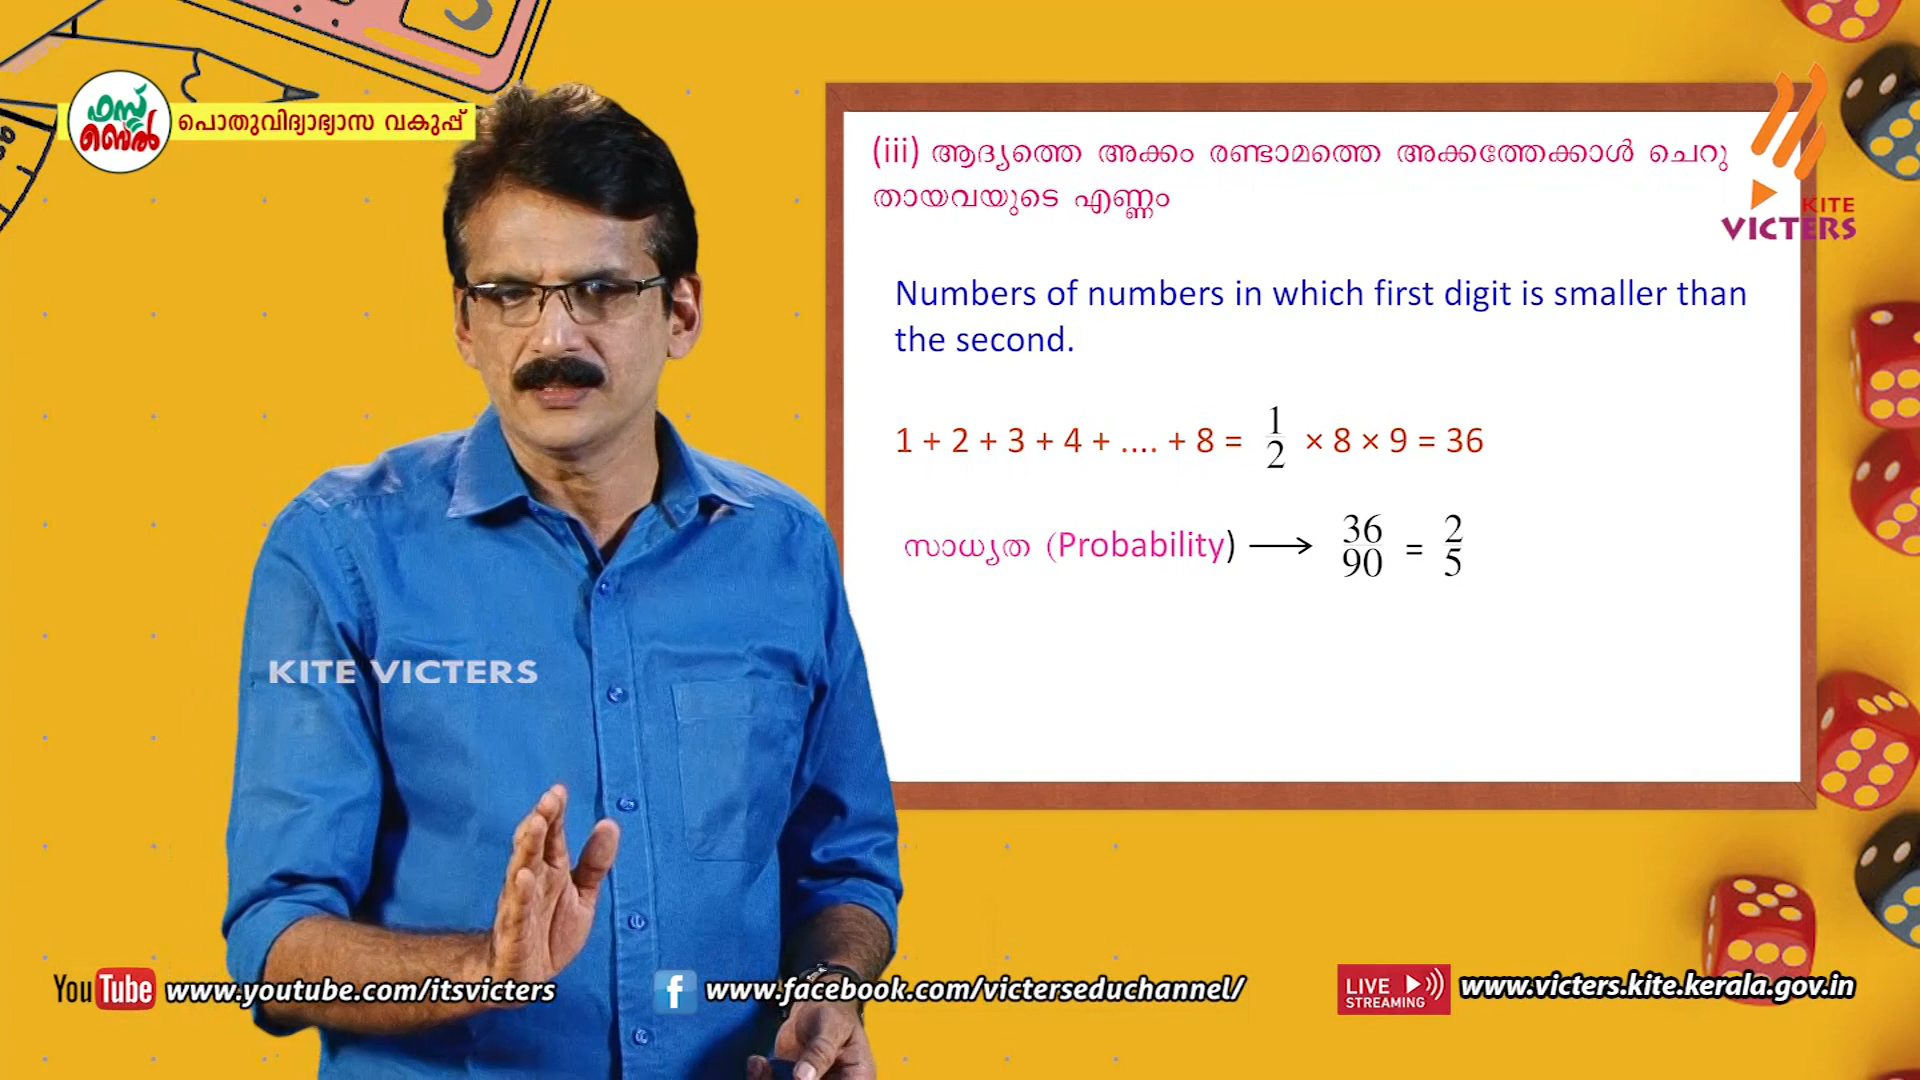 ഫസ്റ്റ്
ബെൽ
പൊതുവിദ്യാഭ്യാസ വകുപ്പ്
(iii) ആദ്യത്തെ അക്കം രണ്ടാമത്തെ അക്കത്തേക്കാൾ ചെറു
തായവയുടെ എണ്ണം
KITE
VICTERS
Numbers of numbers in which first digit is smaller than
the second.
1 + 2 + 3 + 4 + .... + 8 = 1/2 × 8 × 9 = 36
സാധ്യത (Probability) ⟶ 36/90 = 2/5
KITE VICTERS
YouTube www.youtube.com/itsvicters
f www.facebook.com/victerseduchannel/
LIVE STREAMING www.victers.kite.kerala.gov.in